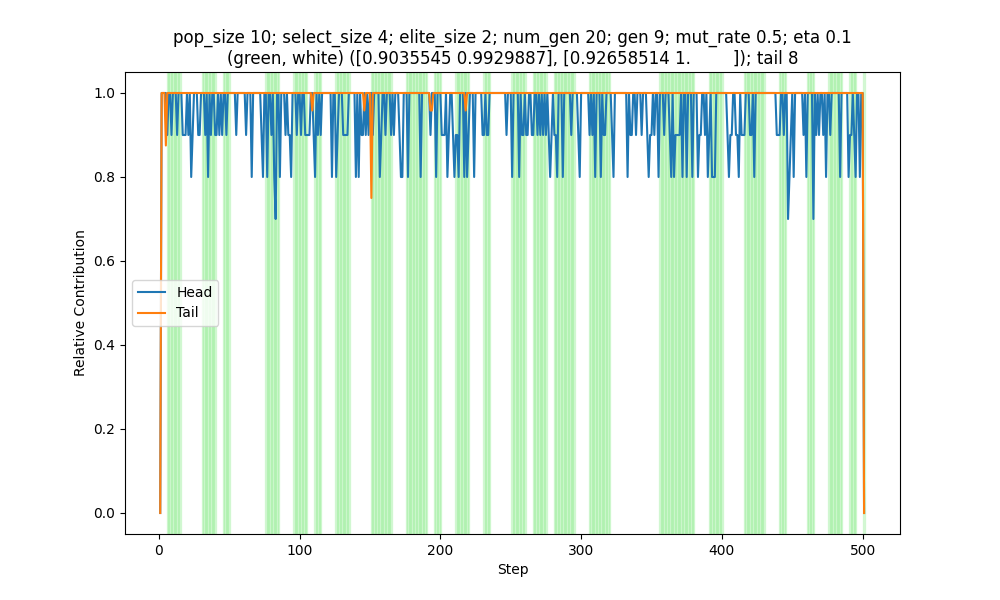 pop_size 10; select_size 4; elite_size 2; num_gen 20; gen 9; mut_rate 0.5; eta 0.1
(green, white) ([0.9035545 0.9929887], [0.92658514 1.        ]); tail 8
1.0
0.8
0.6
0.4
0.2
0.0
Relative Contribution
Head
Tail
0 100 200 300 400 500
Step